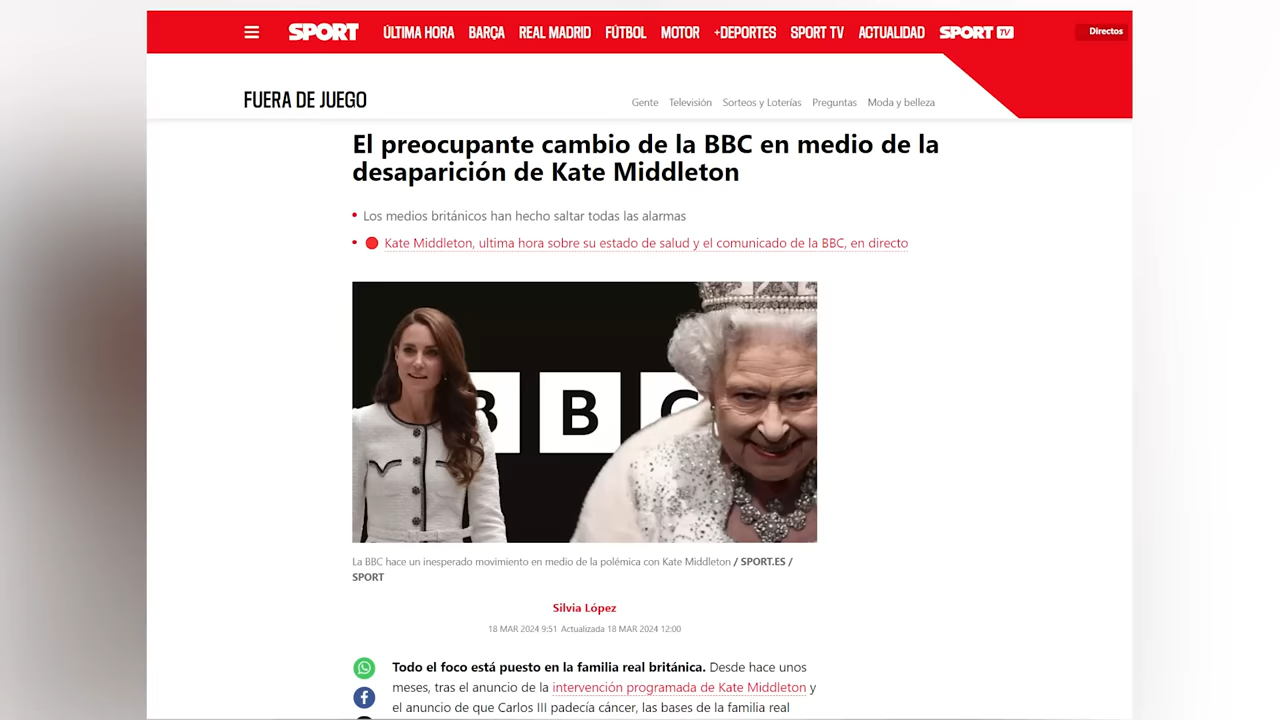 SPORT ÚLTIMA HORA BARÇA REAL MADRID FÚTBOL MOTOR +DEPORTES SPORT TV ACTUALIDAD SPORT TV Directos
FUERA DE JUEGO
Gente Televisión Sorteos y Loterías Preguntas Moda y belleza
El preocupante cambio de la BBC en medio de la
desaparición de Kate Middleton
• Los medios británicos han hecho saltar todas las alarmas
• Kate Middleton, ultima hora sobre su estado de salud y el comunicado de la BBC, en directo
B B C
La BBC hace un inesperado movimiento en medio de la polémica con Kate Middleton / SPORT.ES /
SPORT
Silvia López
18 MAR 2024 9:51 Actualizada 18 MAR 2024 12:00
Todo el foco está puesto en la familia real británica. Desde hace unos
meses, tras el anuncio de la intervención programada de Kate Middleton y
el anuncio de que Carlos III padecía cáncer, las bases de la familia real